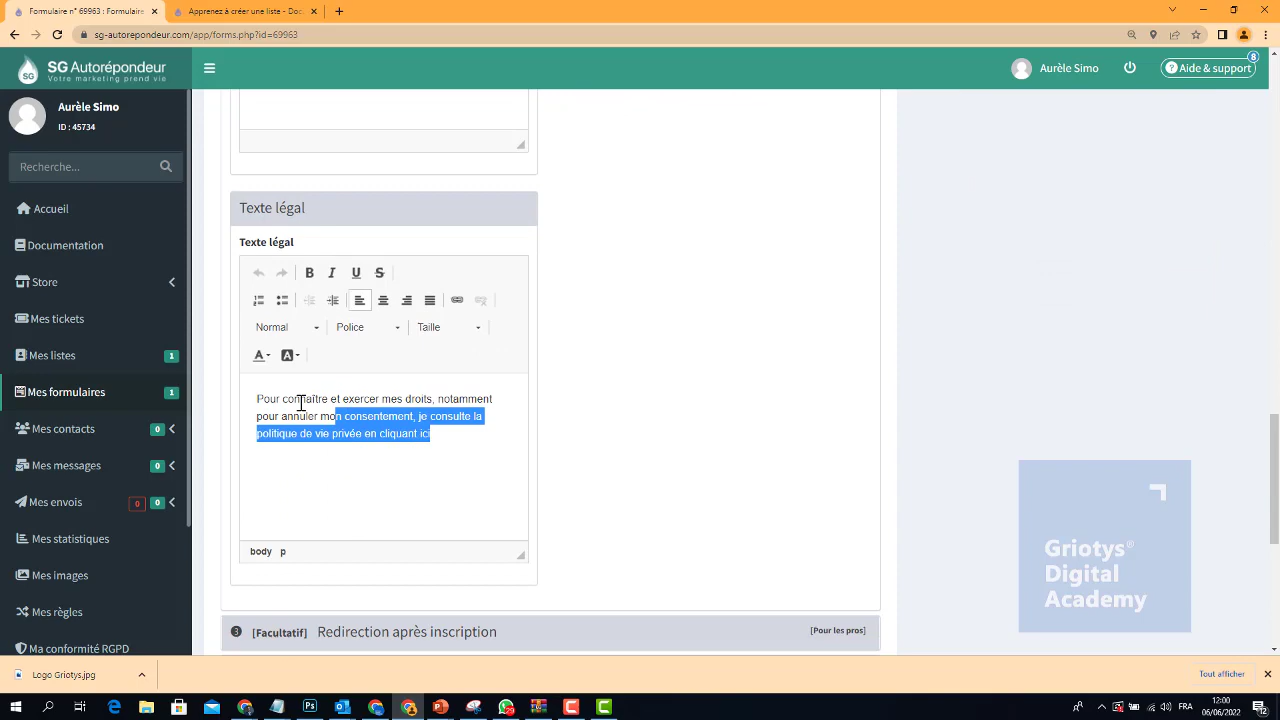 Formulaire n° 69963 : Formulaire
Apprenez à créer une liste - Doc
sg-autorepondeur.com/app/forms.php?id=69963
SG
SG Autorépondeur
Votre marketing prend vie
Aurèle Simo
Aide & support
8
Aurèle Simo
ID : 45734
Recherche...
Accueil
Documentation
Store
Mes tickets
Mes listes 1
Mes formulaires 1
Mes contacts 0
Mes messages 0
Mes envois 0 0
Mes statistiques
Mes images
Mes règles
Ma conformité RGPD
Texte légal
Texte légal
B I U S
Normal Police Taille
A A
Pour connaître et exercer mes droits, notamment
pour annuler mon consentement, je consulte la
politique de vie privée en cliquant ici
body p
3 [Facultatif] Redirection après inscription [Pour les pros]
Griotys®
Digital
Academy
Logo Griotys.jpg
Tout afficher
29
FRA
12:00
06/06/2022